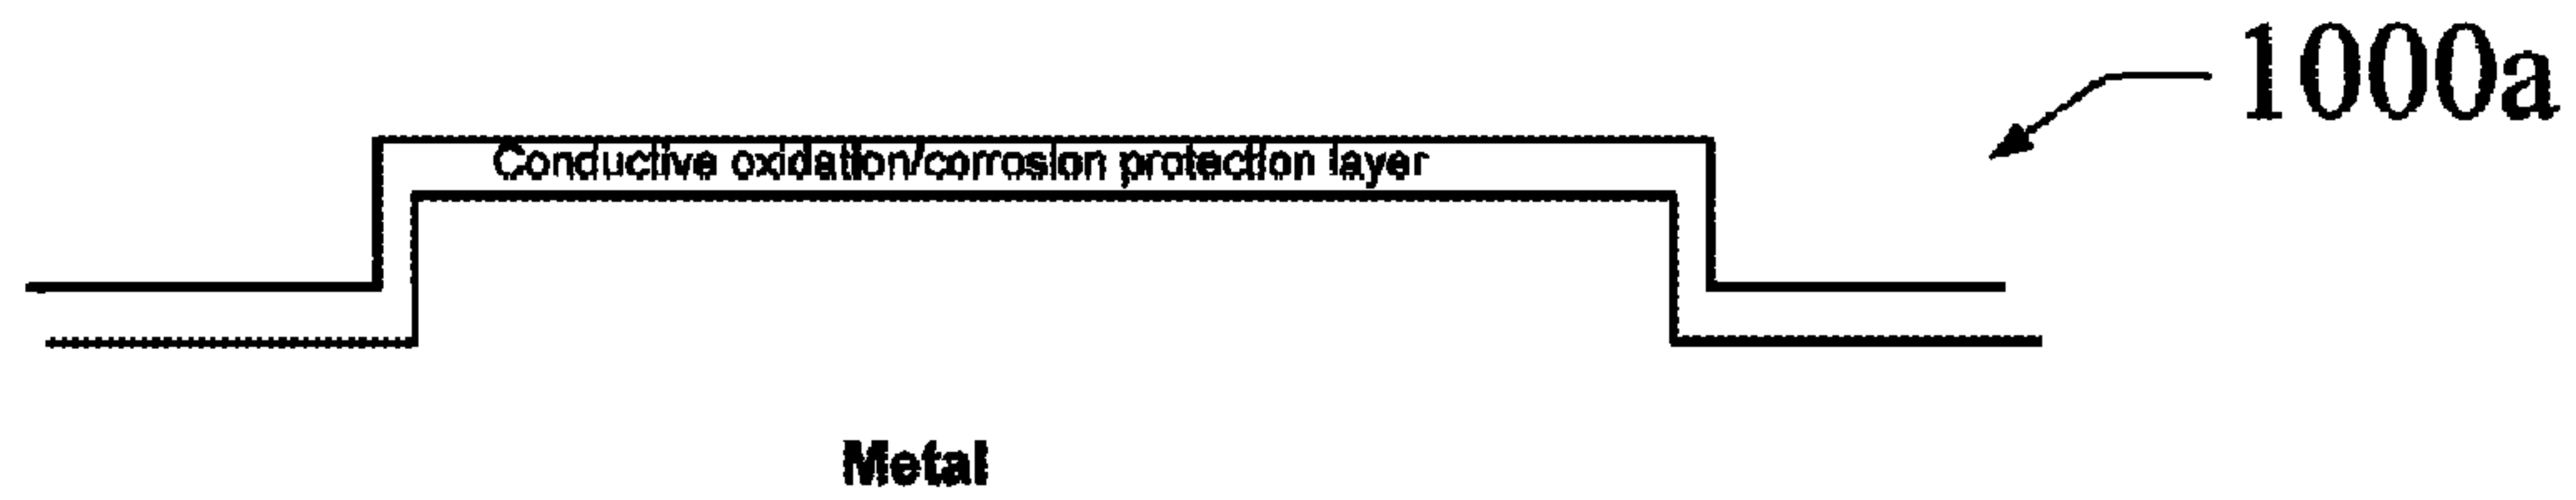 1000a
Conductive oxidation/corrosion protection layer
Metal